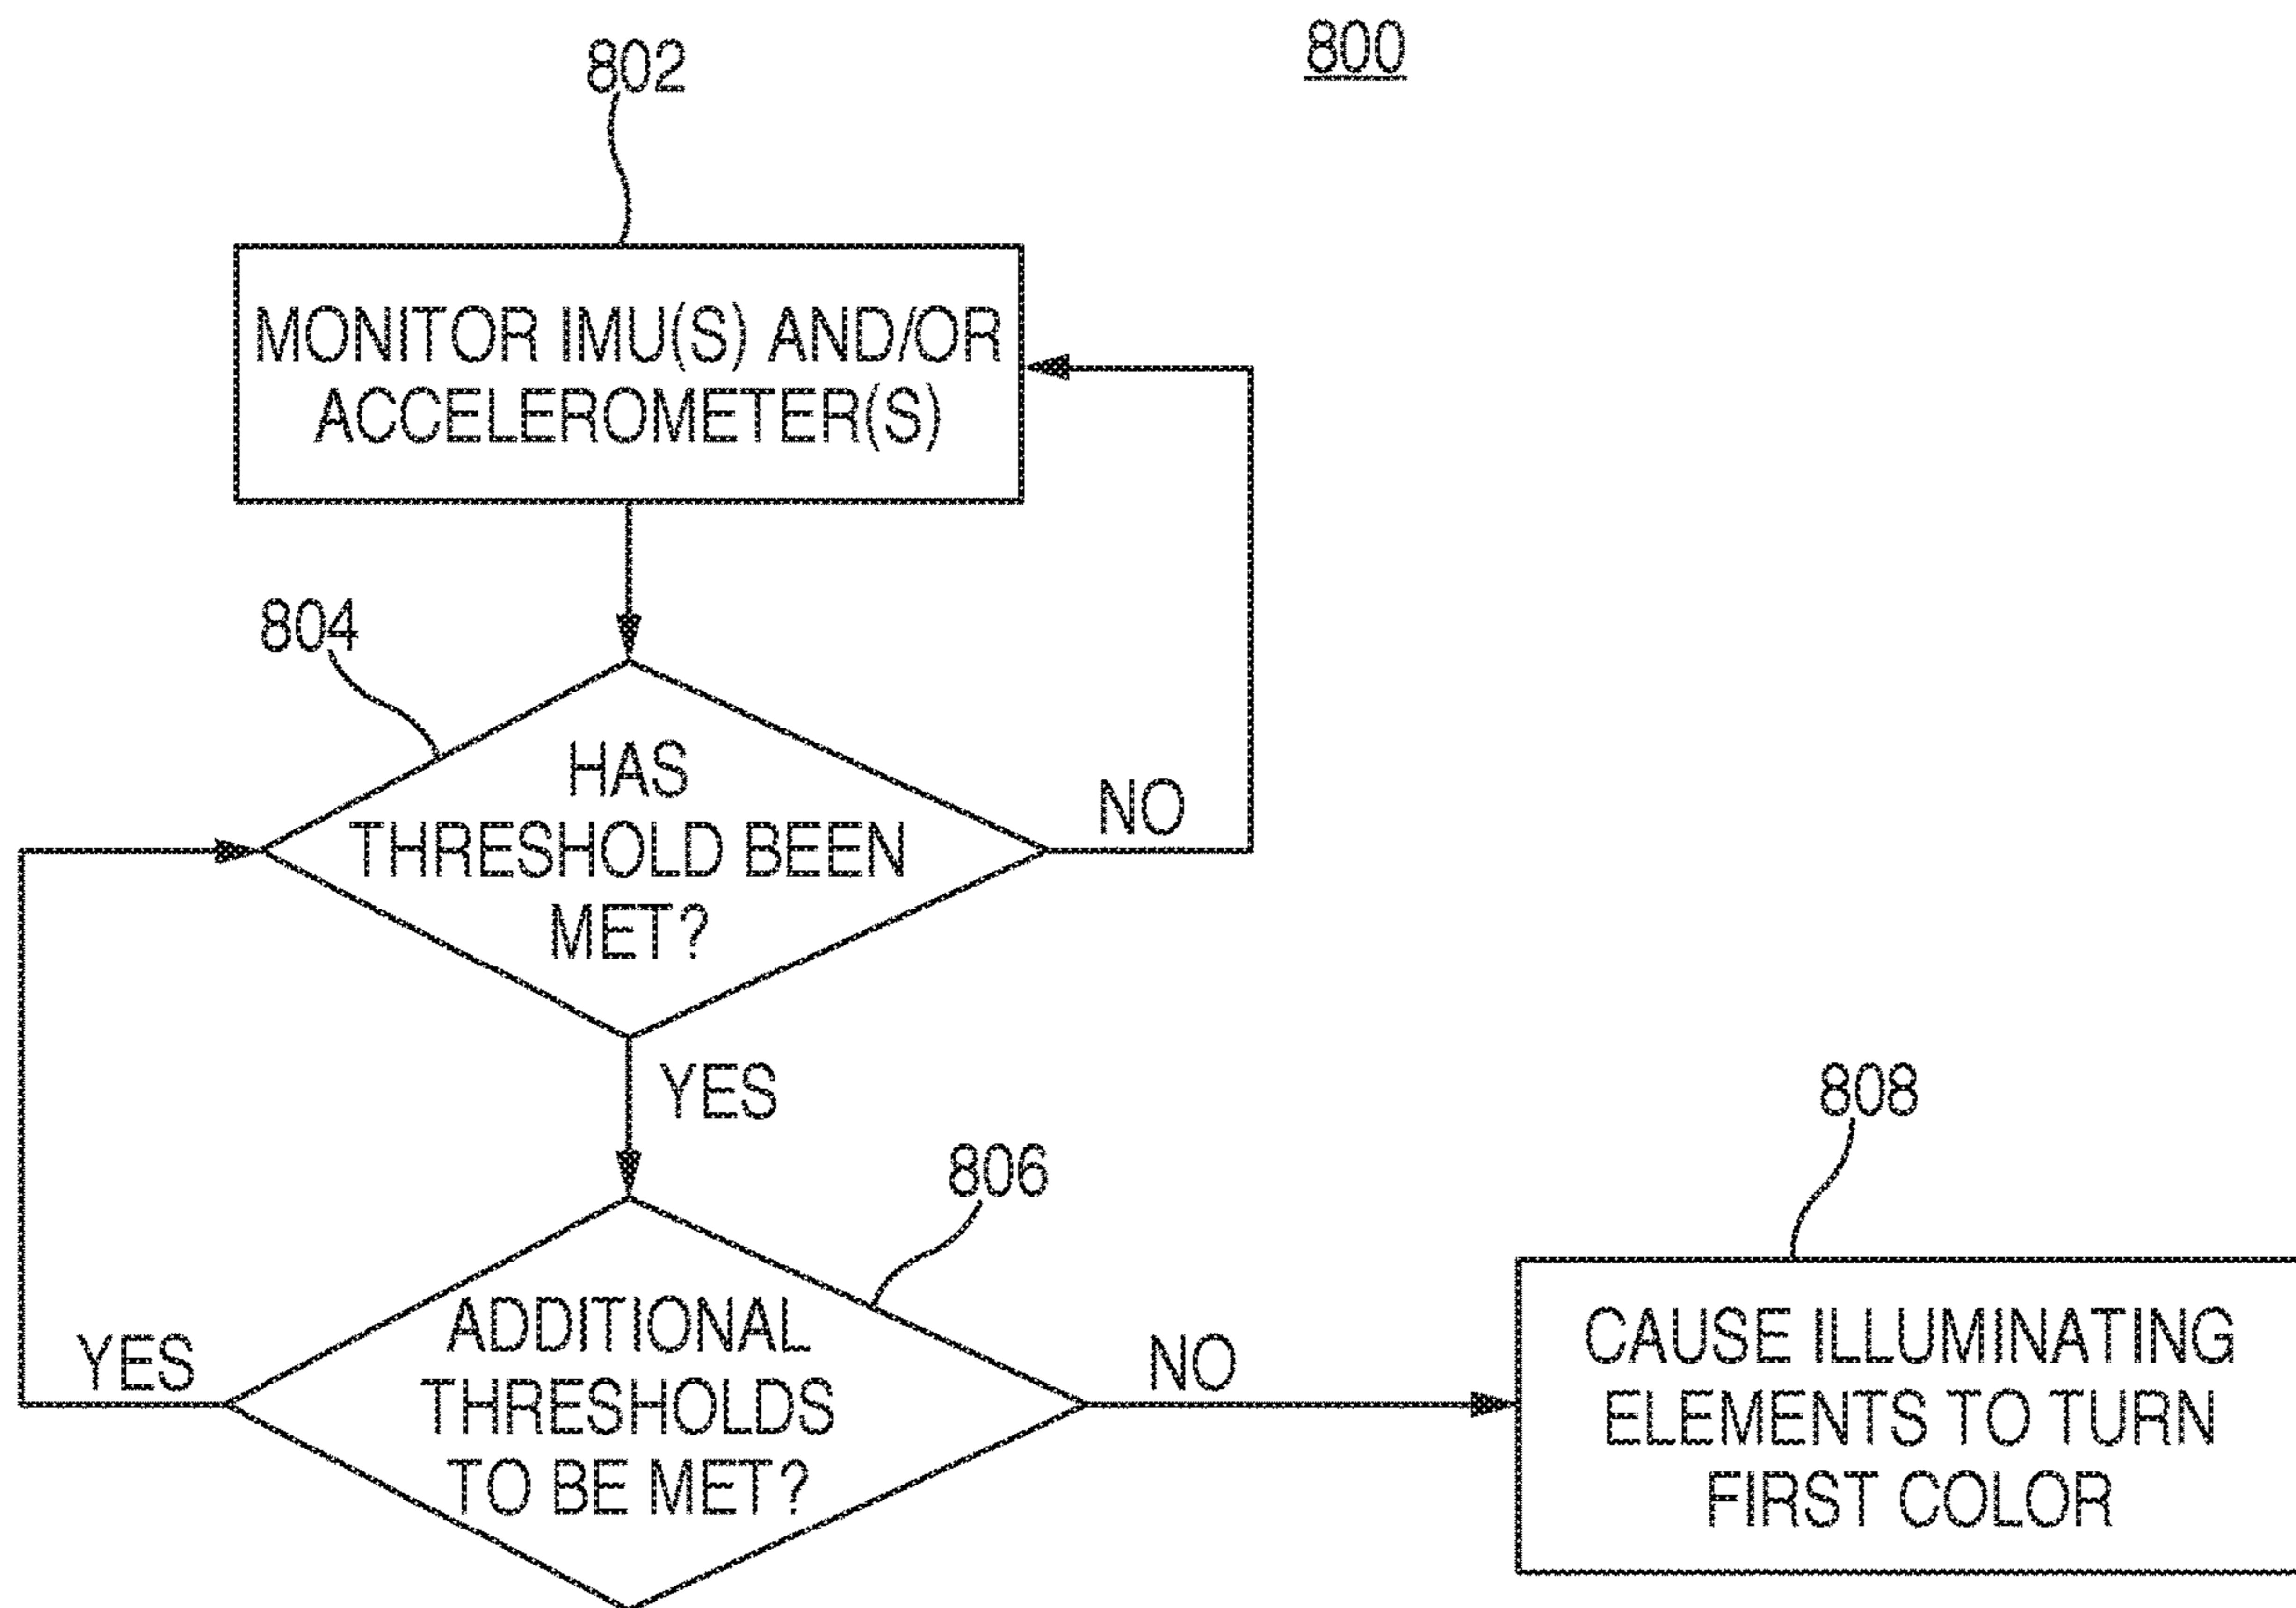 800
802
MONITOR IMU(S) AND/OR
ACCELEROMETER(S)
804
HAS
THRESHOLD BEEN
MET?
NO
YES
806
808
ADDITIONAL
THRESHOLDS
TO BE MET?
YES
NO
CAUSE ILLUMINATING
ELEMENTS TO TURN
FIRST COLOR